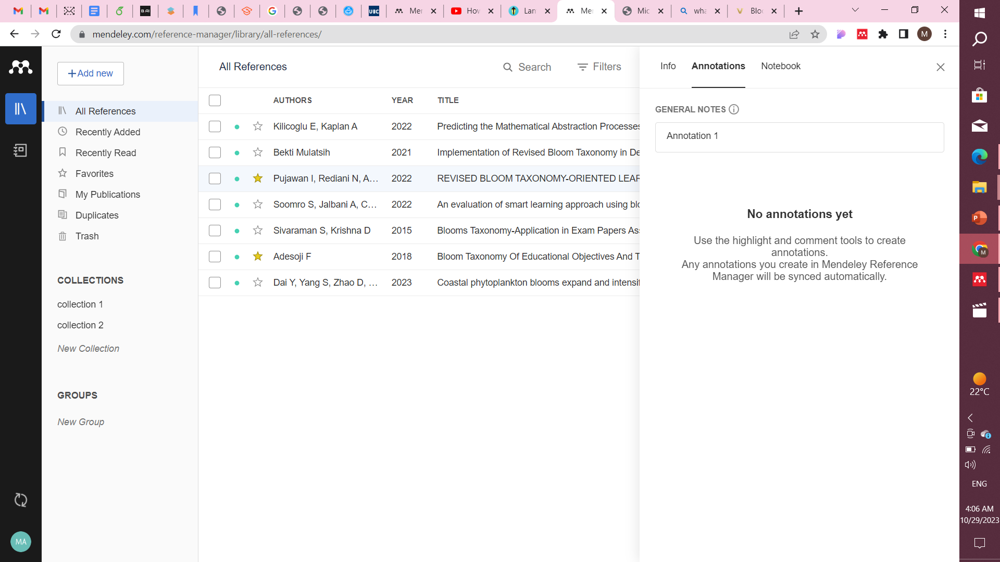 BAI
UBC
Mer
How
Lan
Mer
Mic
wha
Bloo
mendeley.com/reference-manager/library/all-references/
M
Add new
All References
Recently Added
Recently Read
Favorites
My Publications
Duplicates
Trash
COLLECTIONS
collection 1
collection 2
New Collection
GROUPS
New Group
MA
All References
Search
Filters
AUTHORS YEAR TITLE
Kilicoglu E, Kaplan A 2022 Predicting the Mathematical Abstraction Processes
Bekti Mulatsih 2021 Implementation of Revised Bloom Taxonomy in De
Pujawan I, Rediani N, A... 2022 REVISED BLOOM TAXONOMY-ORIENTED LEAR
Soomro S, Jalbani A, C... 2022 An evaluation of smart learning approach using blo
Sivaraman S, Krishna D 2015 Blooms Taxonomy-Application in Exam Papers Ass
Adesoji F 2018 Bloom Taxonomy Of Educational Objectives And T
Dai Y, Yang S, Zhao D, ... 2023 Coastal phytoplankton blooms expand and intensif
Info
Annotations
Notebook
GENERAL NOTES
Annotation 1
No annotations yet
Use the highlight and comment tools to create
annotations.
Any annotations you create in Mendeley Reference
Manager will be synced automatically.
22°C
ENG
4:06 AM
10/29/2023